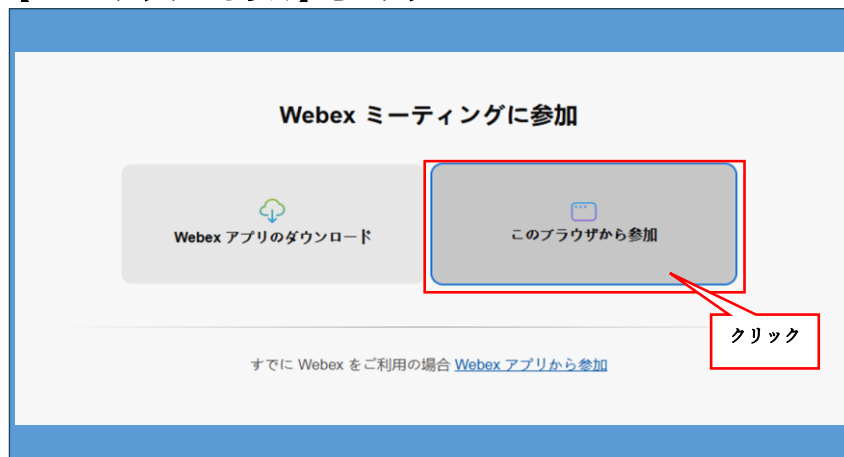 Webex ミーティングに参加
Webex アプリのダウンロード
このブラウザから参加
クリック
すでに Webex をご利用の場合 Webex アプリから参加